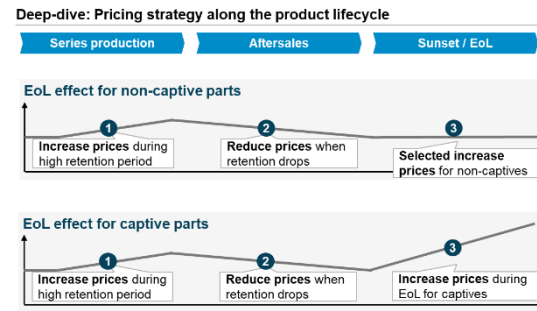 Deep-dive: Pricing strategy along the product lifecycle
Series production
Aftersales
Sunset / EoL
EoL effect for non-captive parts
1
2
3
Increase prices during
high retention period
Reduce prices when
retention drops
Selected increase
prices for non-captives
EoL effect for captive parts
1
2
3
Increase prices during
high retention period
Reduce prices when
retention drops
Increase prices during
EoL for captives